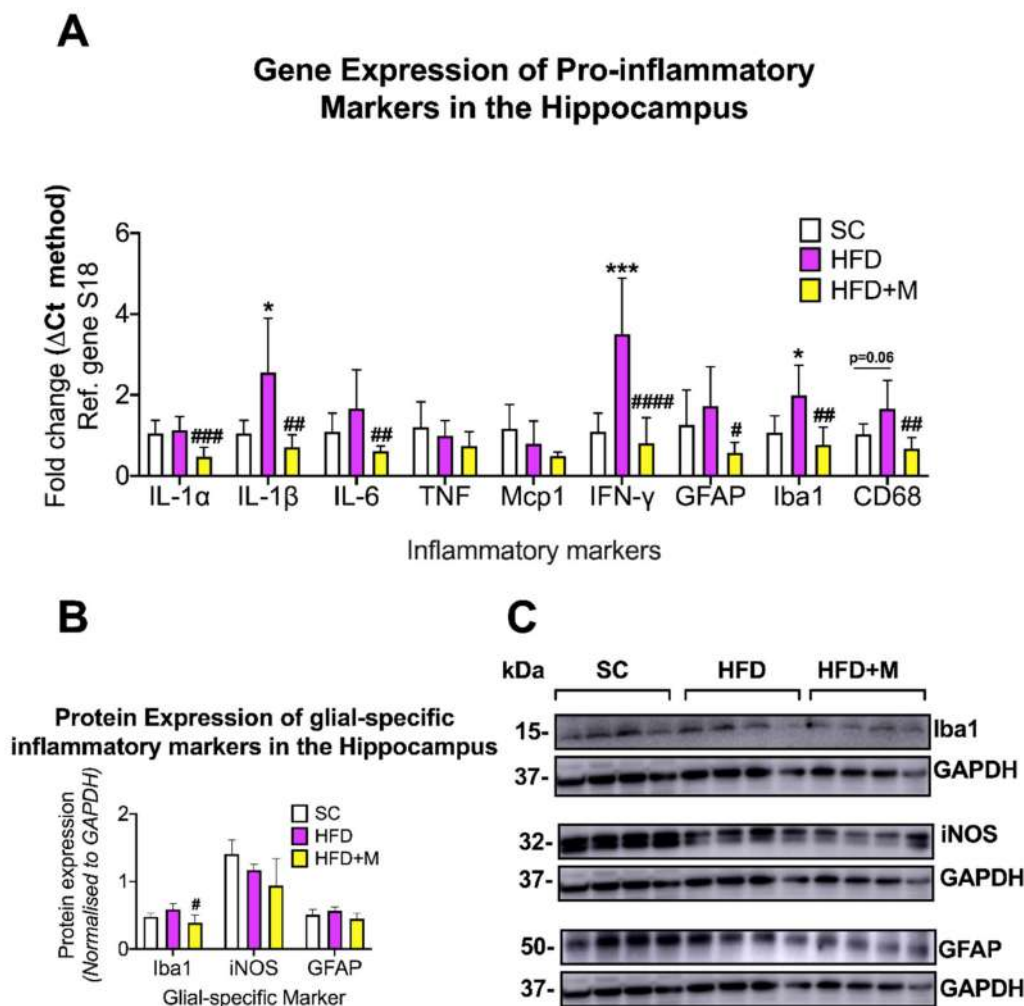 A
Gene Expression of Pro-inflammatory
Markers in the Hippocampus
Fold change (ΔCt method)
Ref. gene S18
6
4
2
0
SC
HFD
HFD+M
###
*
##
##
***
####
#
*
##
p=0.06
##
IL-1α IL-1β IL-6 TNF Mcp1 IFN-γ GFAP Iba1 CD68
Inflammatory markers
B
Protein Expression of glial-specific
inflammatory markers in the Hippocampus
Protein expression
(Normalised to GAPDH)
2
1
0
SC
HFD
HFD+M
#
Iba1 iNOS GFAP
Glial-specific Marker
C
kDa SC HFD HFD+M
15- Iba1
37- GAPDH
32- iNOS
37- GAPDH
50- GFAP
37- GAPDH